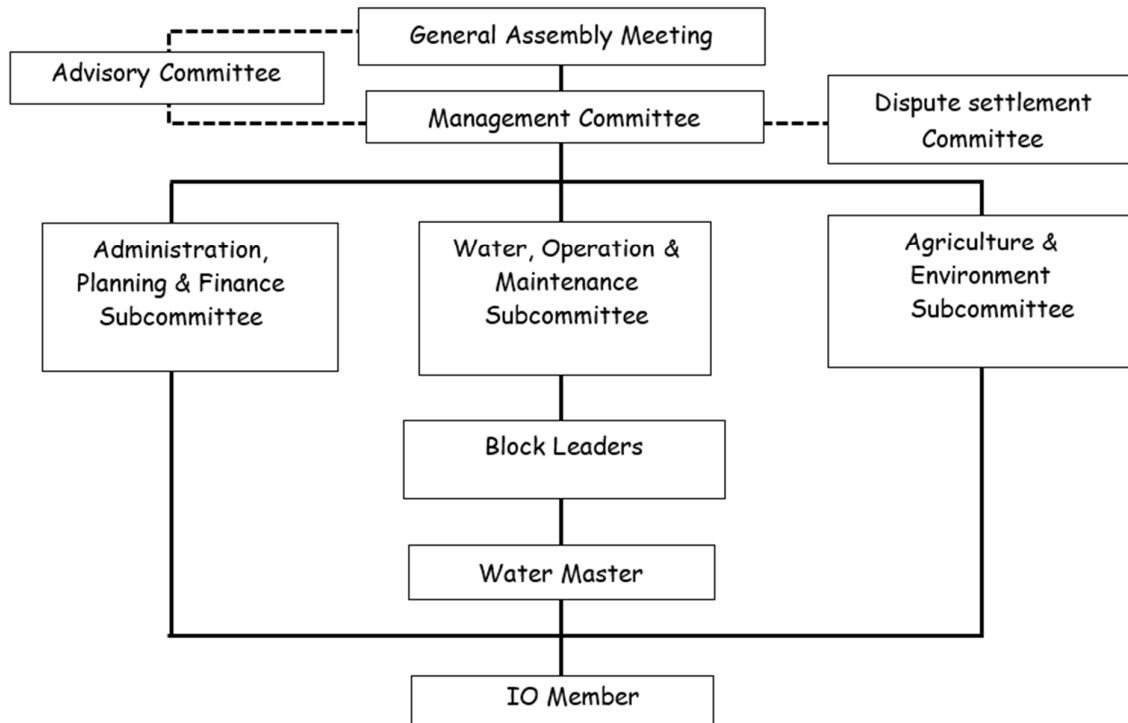 General Assembly Meeting
Advisory Committee
Management Committee
Dispute settlement
Committee
Administration,
Planning & Finance
Subcommittee
Water, Operation &
Maintenance
Subcommittee
Agriculture &
Environment
Subcommittee
Block Leaders
Water Master
IO Member